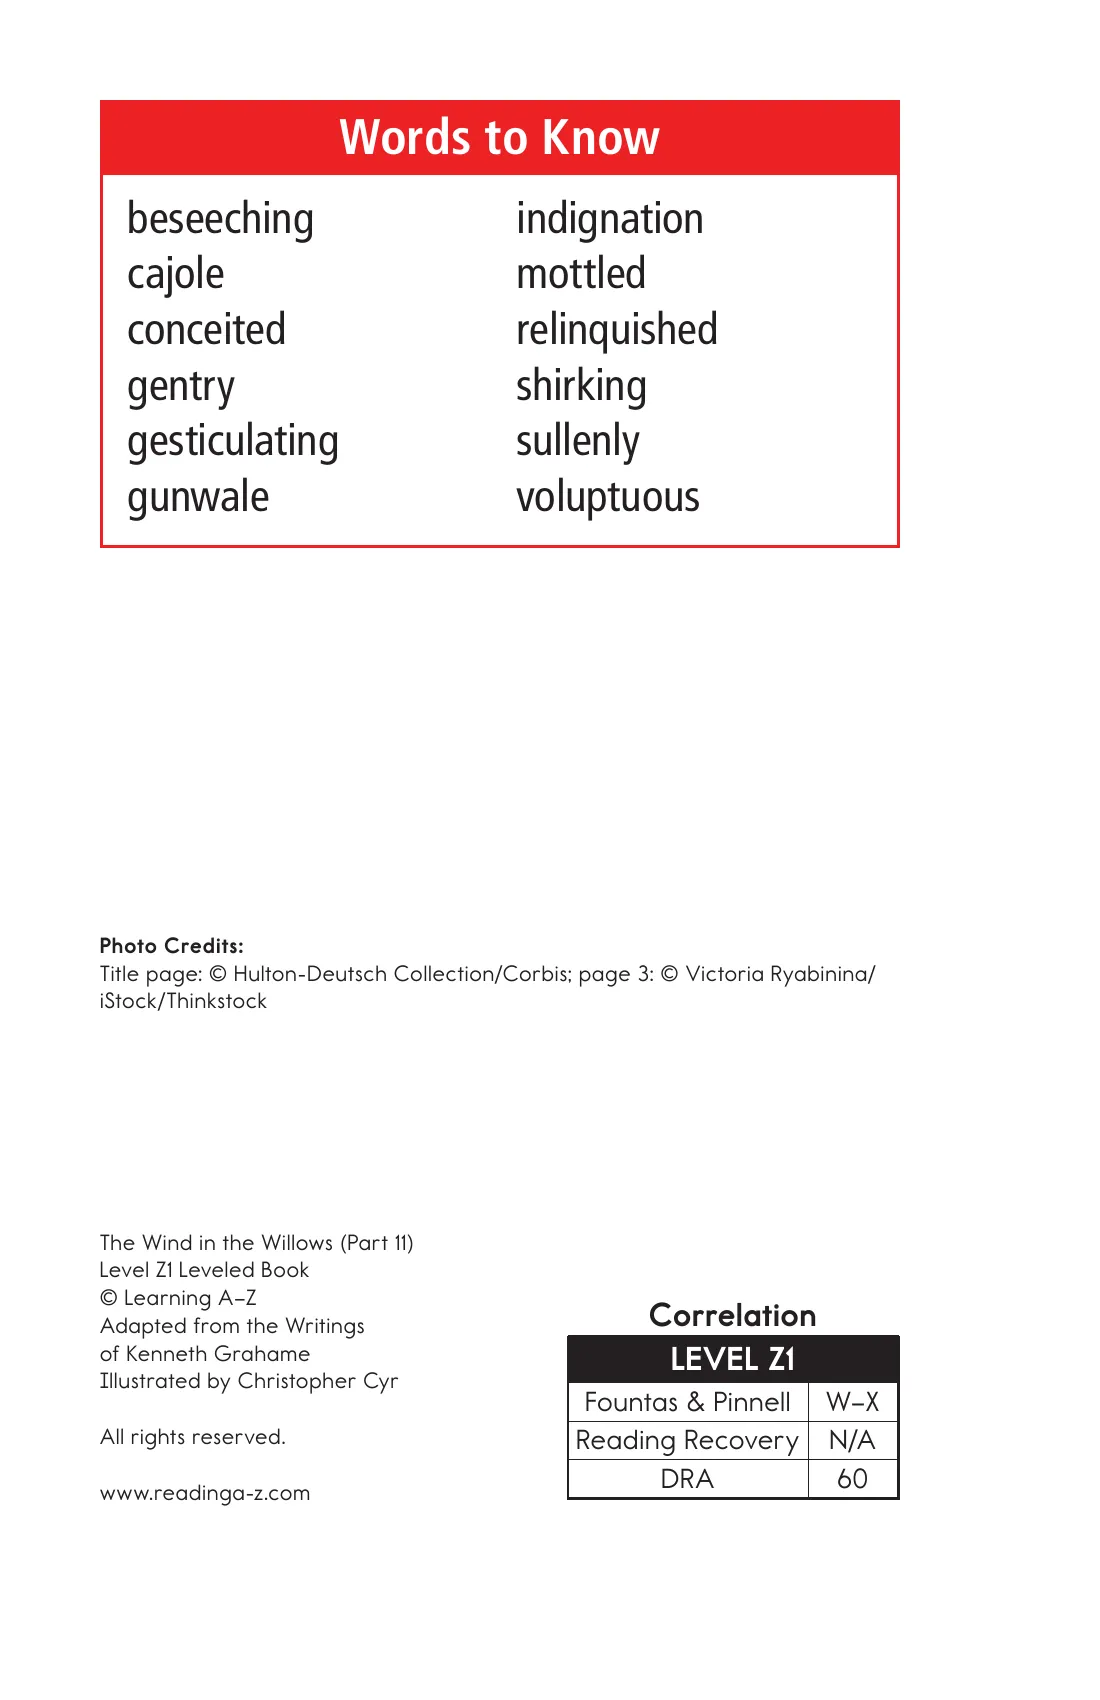 Words to Know
beseeching
cajole
conceited
gentry
gesticulating
gunwale
indignation
mottled
relinquished
shirking
sullenly
voluptuous
Photo Credits:
Title page: © Hulton-Deutsch Collection/Corbis; page 3: © Victoria Ryabinina/
iStock/Thinkstock
The Wind in the Willows (Part 11)
Level Z1 Leveled Book
© Learning A–Z
Adapted from the Writings
of Kenneth Grahame
Illustrated by Christopher Cyr
All rights reserved.
www.readinga-z.com
Correlation
LEVEL Z1
Fountas & Pinnell W–X
Reading Recovery N/A
DRA 60